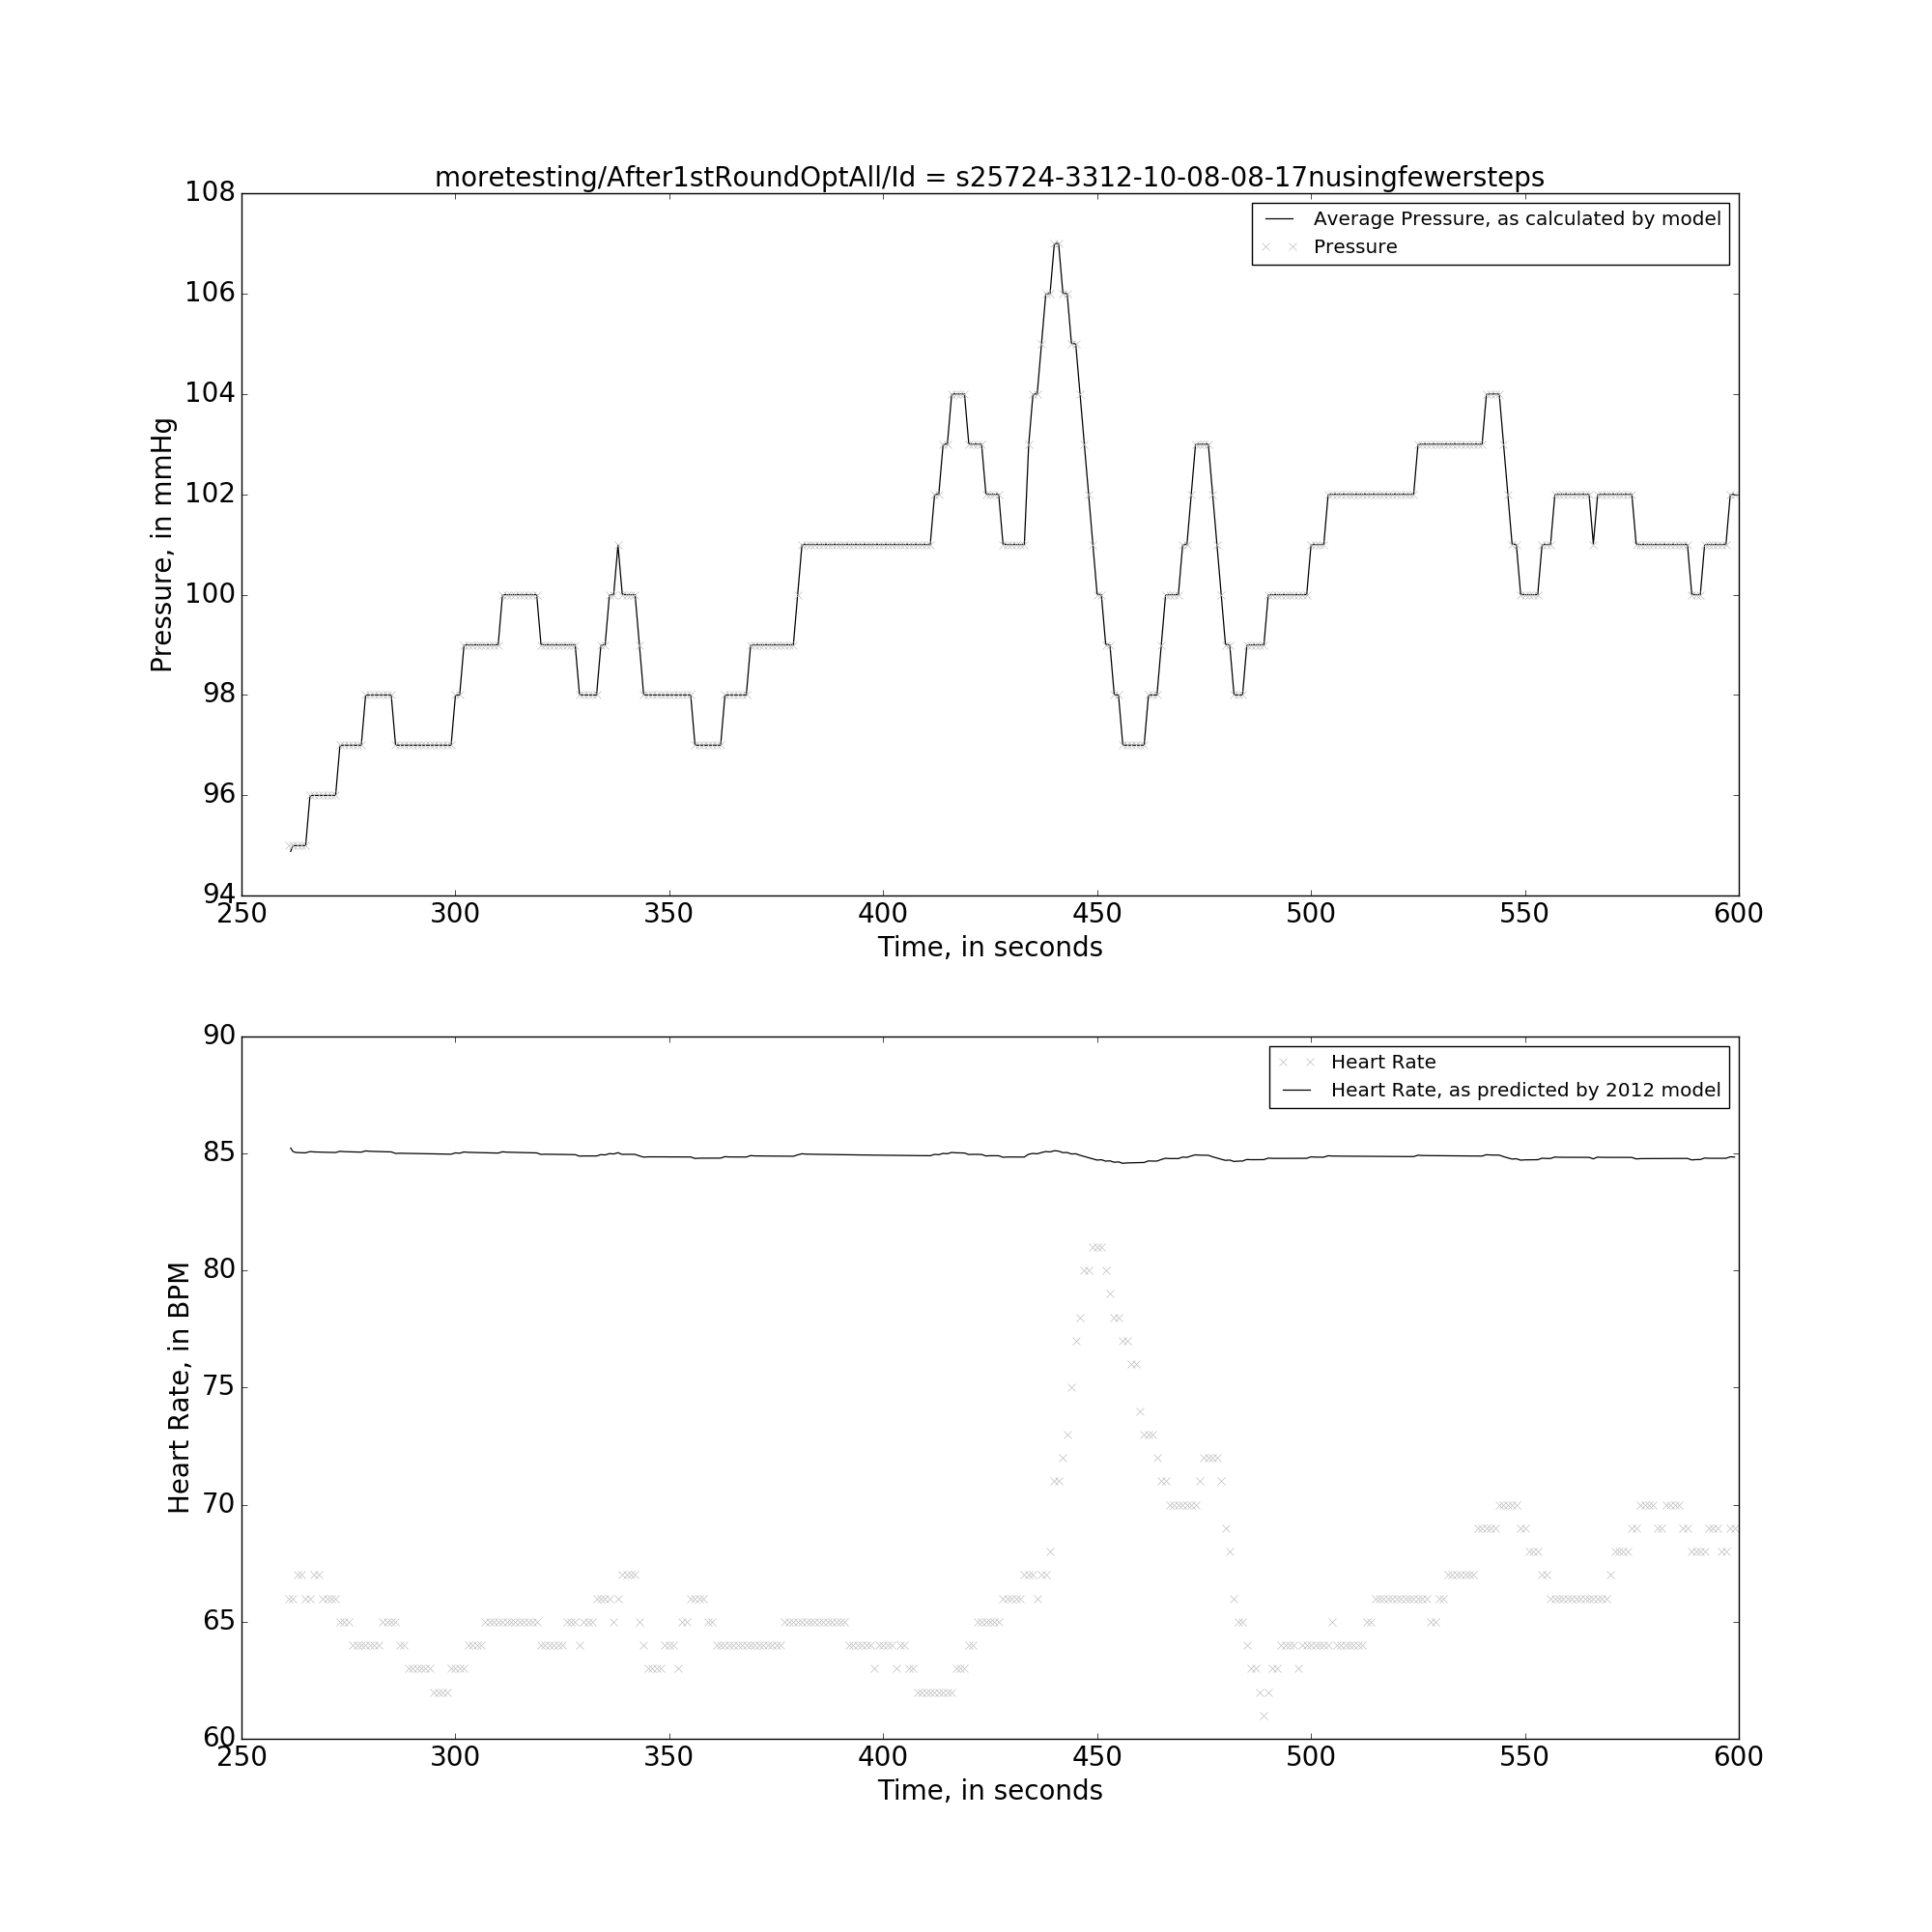 moretesting/After1stRoundOptAll/Id = s25724-3312-10-08-08-17nusingfewersteps
108
106
104
102
100
98
96
94
Pressure, in mmHg
Average Pressure, as calculated by model
Pressure
250 300 350 400 450 500 550 600
Time, in seconds
90
85
80
75
70
65
60
Heart Rate, in BPM
Heart Rate
Heart Rate, as predicted by 2012 model
250 300 350 400 450 500 550 600
Time, in seconds